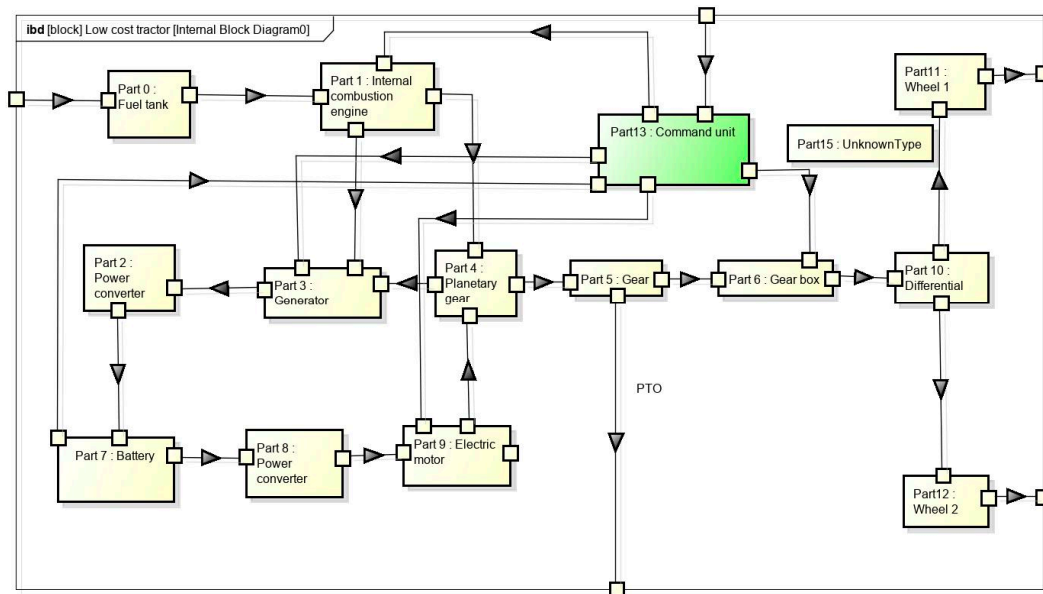 ibd [block] Low cost tractor [Internal Block Diagram0]
Part 0 :
Fuel tank
Part 1 : Internal
combustion
engine
Part13 : Command unit
Part11 :
Wheel 1
Part15 : UnknownType
Part 2 :
Power
converter
Part 3 :
Generator
Part 4 :
Planetary
gear
Part 5 : Gear
Part 6 : Gear box
Part 10 :
Differential
PTO
Part 7 : Battery
Part 8 :
Power
converter
Part 9 : Electric
motor
Part12 :
Wheel 2